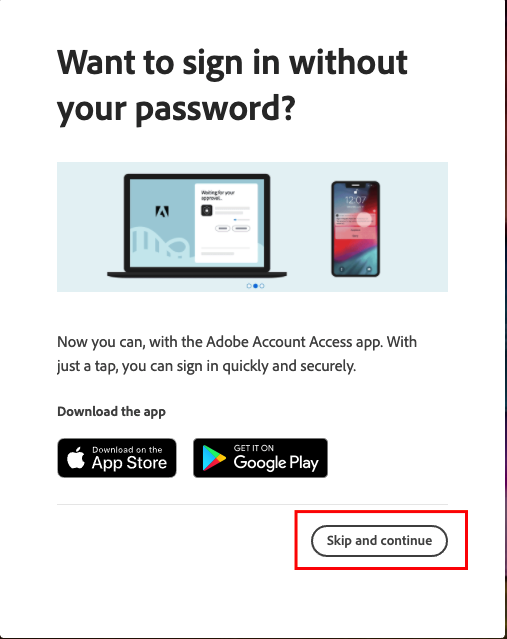 Want to sign in without
your password?
Waiting for your
approval...
12:07
Now you can, with the Adobe Account Access app. With
just a tap, you can sign in quickly and securely.
Download the app
Download on the
App Store
GET IT ON
Google Play
Skip and continue